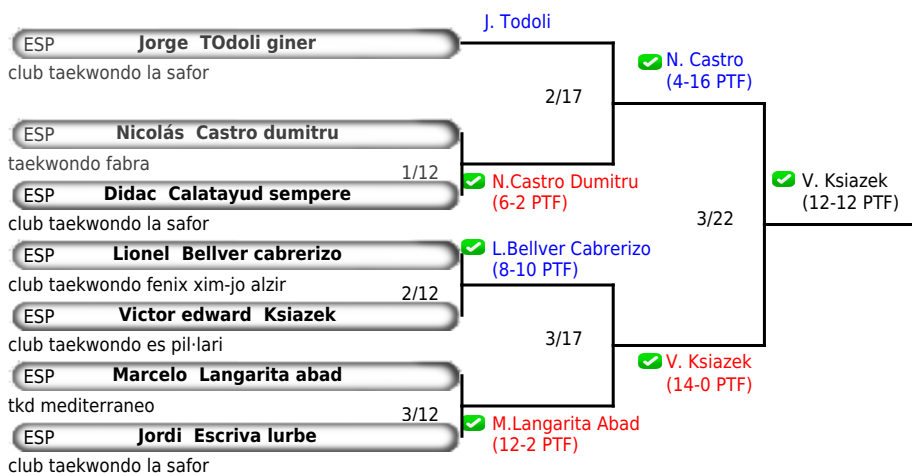 J. Todoli
ESP Jorge TOdoli giner
club taekwondo la safor
N. Castro
(4-16 PTF)
2/17
ESP Nicolás Castro dumitru
taekwondo fabra
1/12
N.Castro Dumitru
(6-2 PTF)
ESP Didac Calatayud sempere
club taekwondo la safor
V. Ksiazek
(12-12 PTF)
3/22
ESP Lionel Bellver cabrerizo
club taekwondo fenix xim-jo alzir
L.Bellver Cabrerizo
(8-10 PTF)
2/12
ESP Victor edward Ksiazek
club taekwondo es pil·lari
3/17
V. Ksiazek
(14-0 PTF)
ESP Marcelo Langarita abad
tkd mediterraneo
3/12
M.Langarita Abad
(12-2 PTF)
ESP Jordi Escriva lurbe
club taekwondo la safor